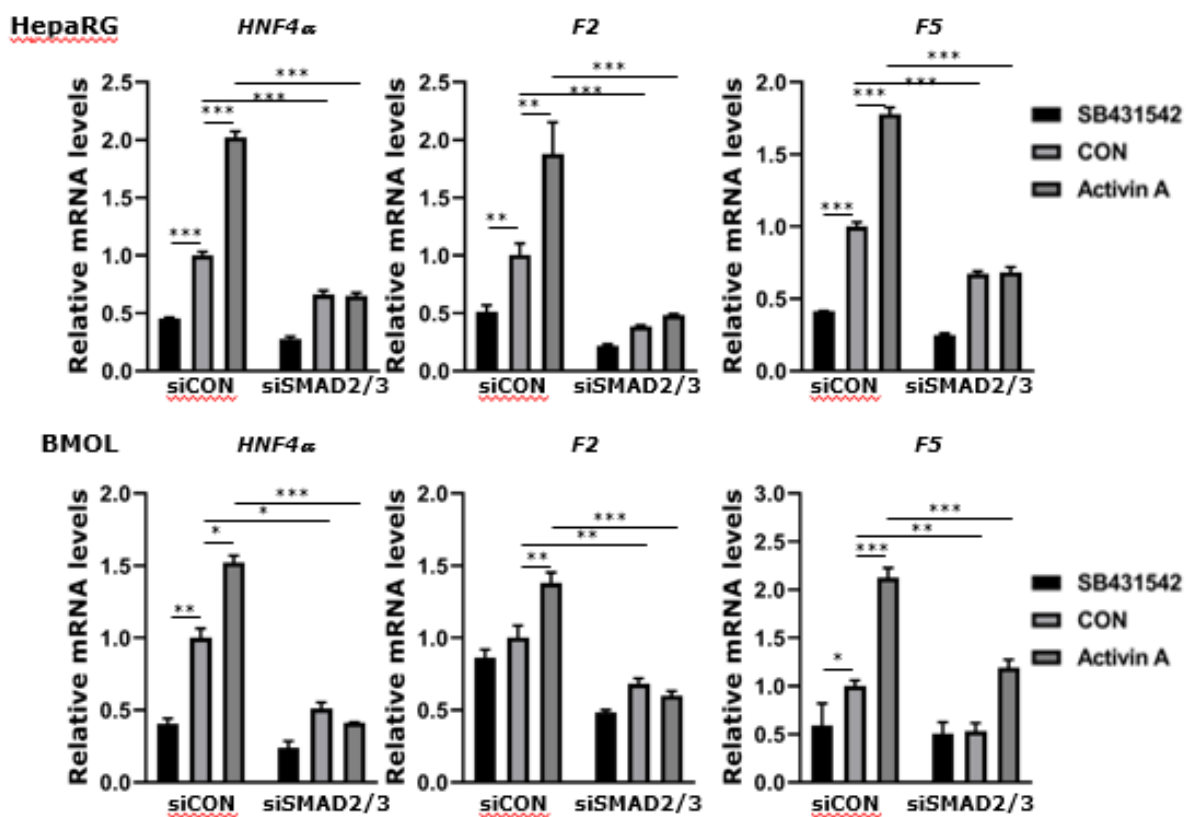 HepaRG HNF4α F2 F5
Relative mRNA levels 2.5 2.0 1.5 1.0 0.5 0.0 *** *** *** ***
siCON siSMAD2/3
Relative mRNA levels 2.5 2.0 1.5 1.0 0.5 0.0 ** ** *** ***
siCON siSMAD2/3
Relative mRNA levels 2.0 1.5 1.0 0.5 0.0 *** *** *** ***
siCON siSMAD2/3
SB431542
CON
Activin A
BMOL HNF4α F2 F5
Relative mRNA levels 2.0 1.5 1.0 0.5 0.0 ** * * ***
siCON siSMAD2/3
Relative mRNA levels 2.0 1.5 1.0 0.5 0.0 ** ** ***
siCON siSMAD2/3
Relative mRNA levels 3.0 2.5 2.0 1.5 1.0 0.5 0.0 * *** ** ***
siCON siSMAD2/3
SB431542
CON
Activin A